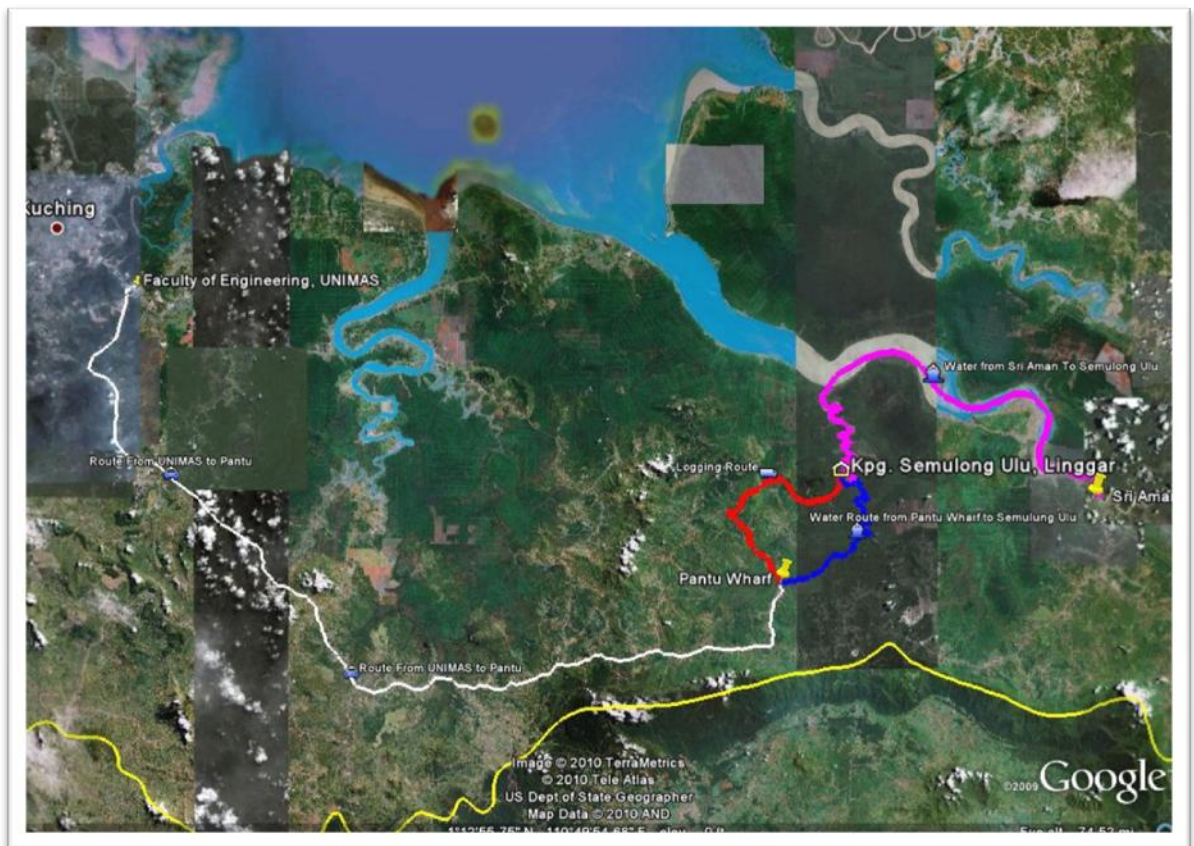 Kuching
Faculty of Engineering, UNIMAS
Water from Sri Aman To Semulong Ulu
Route From UNIMAS to Pantu
Logging Route
Kpg. Semulong Ulu, Linggar
Sri Aman
Water Route from Pantu Wharf to Semulung Ulu
Pantu Wharf
Route From UNIMAS to Pantu
Image © 2010 TerraMetrics
© 2010 Tele Atlas
US Dept of State Geographer
Map Data © 2010 AND
©2009 Google